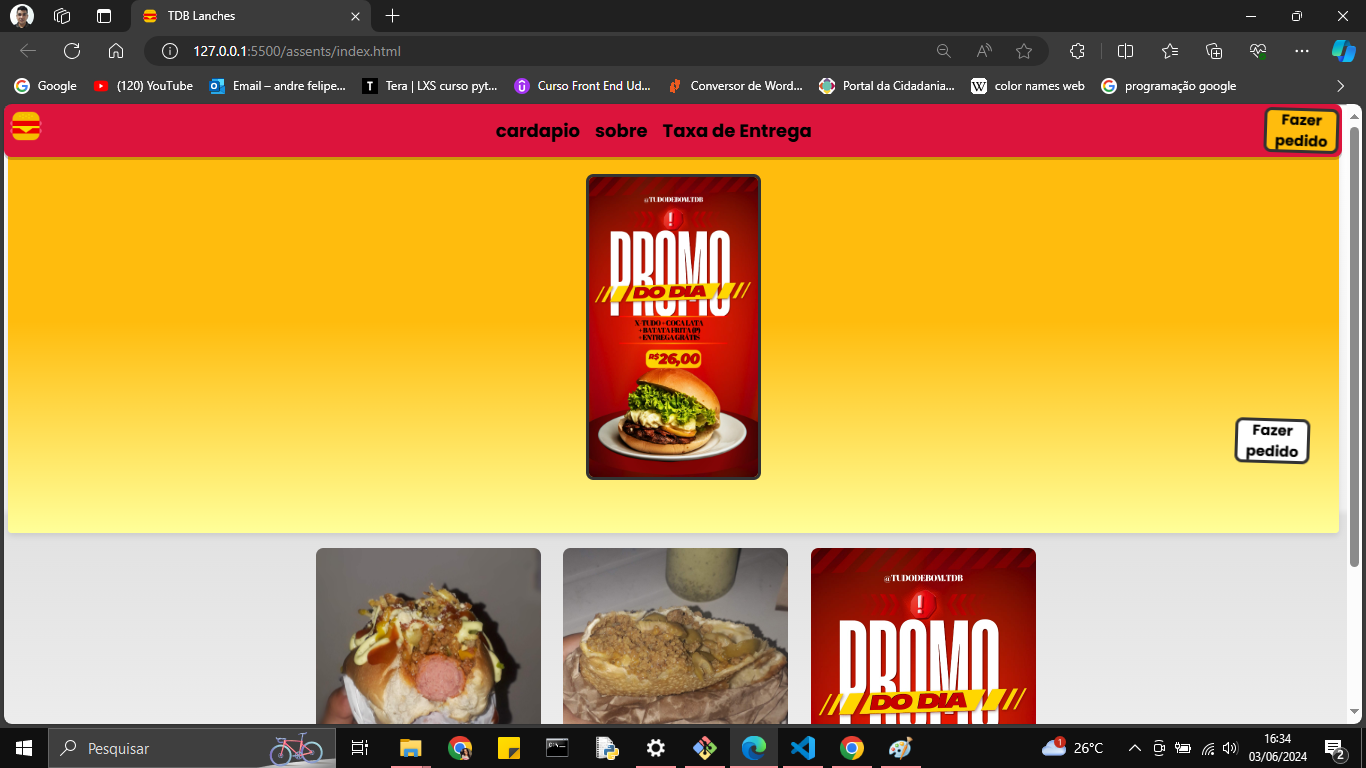 TDB Lanches
127.0.0.1:5500/assents/index.html
Google
(120) YouTube
Email – andre felipe...
Tera | LXS curso pyt...
Curso Front End Ud...
Conversor de Word...
Portal da Cidadania...
color names web
programação google
cardapio sobre Taxa de Entrega
Fazer
pedido
@TUDODEBOM.TDB
!
PROMO
DO DIA
X-TUDO + COCA LATA
+ BATATA FRITA (P)
+ ENTREGA GRÁTIS
R$26,00
Fazer
pedido
@TUDODEBOM.TDB
!
PROMO
DO DIA
Pesquisar
1
26°C
16:34
03/06/2024
2